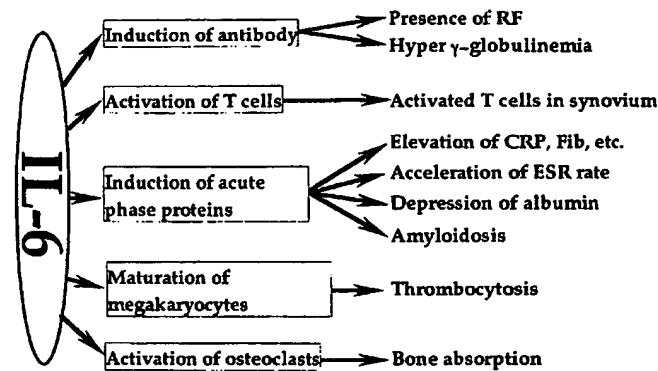 IL-6
Induction of antibody
Presence of RF
Hyper γ-globulinemia
Activation of T cells
Activated T cells in synovium
Induction of acute
phase proteins
Elevation of CRP, Fib, etc.
Acceleration of ESR rate
Depression of albumin
Amyloidosis
Maturation of
megakaryocytes
Thrombocytosis
Activation of osteoclasts
Bone absorption